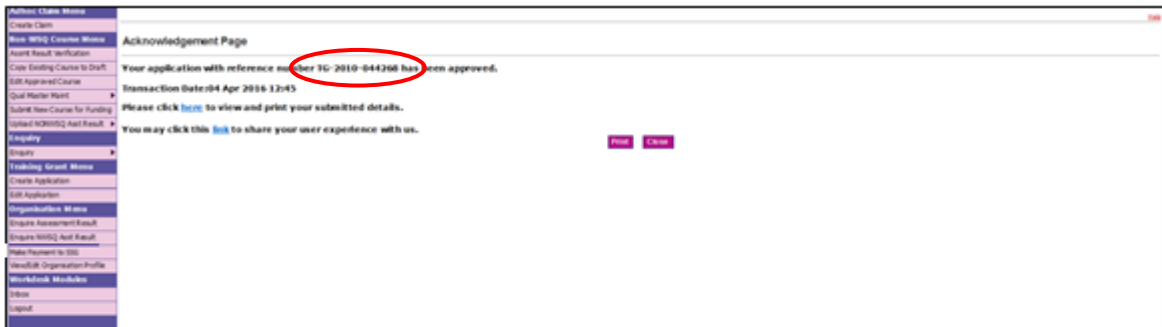 Adhoc Claim Menu
Create Claim
Non-WSQ Course Menu
Assmt Result Verification
Copy Existing Course to Draft
Edit Approved Course
Qual Master Maint
Submit New Course for Funding
Upload NONWSQ Asst Result
Enquiry
Enquiry
Training Grant Menu
Create Application
Edit Application
Organisation Menu
Enquire Assessment Result
Enquire NWSQ Asst Result
Make Payment to SSG
View/Edit Organisation Profile
Workdesk Modules
Inbox
Logout
Acknowledgement Page
Your application with reference number TG-2010-044268 has been approved.
Transaction Date:04 Apr 2016 12:45
Please click here to view and print your submitted details.
You may click this link to share your user experience with us.
Print Close